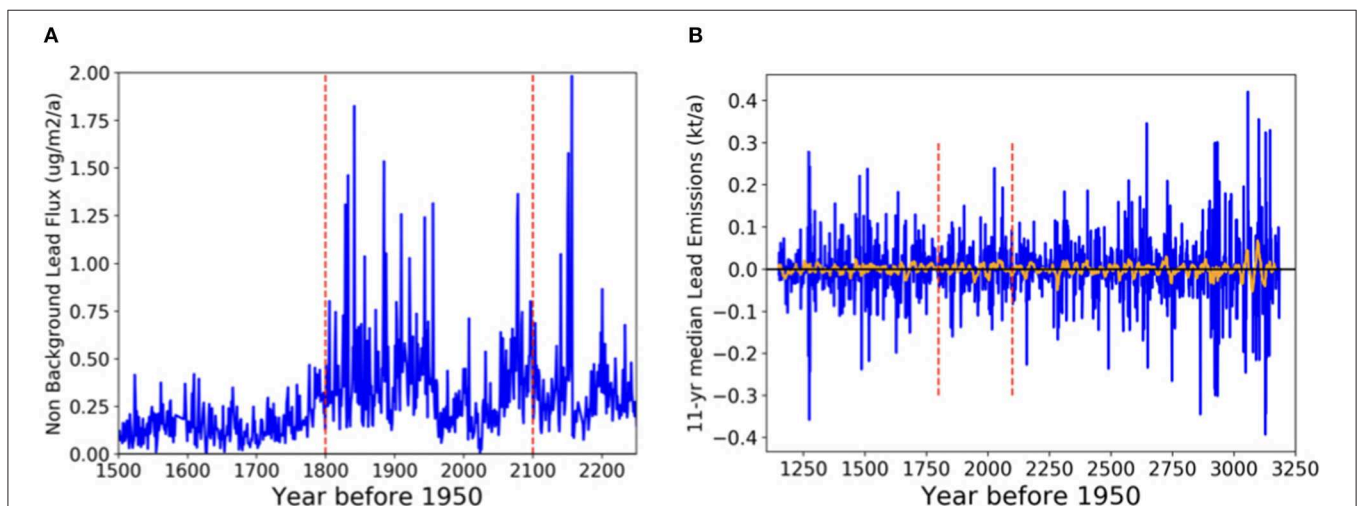 A
Non Background Lead Flux (ug/m2/a)
2.00
1.75
1.50
1.25
1.00
0.75
0.50
0.25
0.00
1500 1600 1700 1800 1900 2000 2100 2200
Year before 1950
B
11-yr median Lead Emissions (kt/a)
0.4
0.3
0.2
0.1
0.0
−0.1
−0.2
−0.3
−0.4
1250 1500 1750 2000 2250 2500 2750 3000 3250
Year before 1950